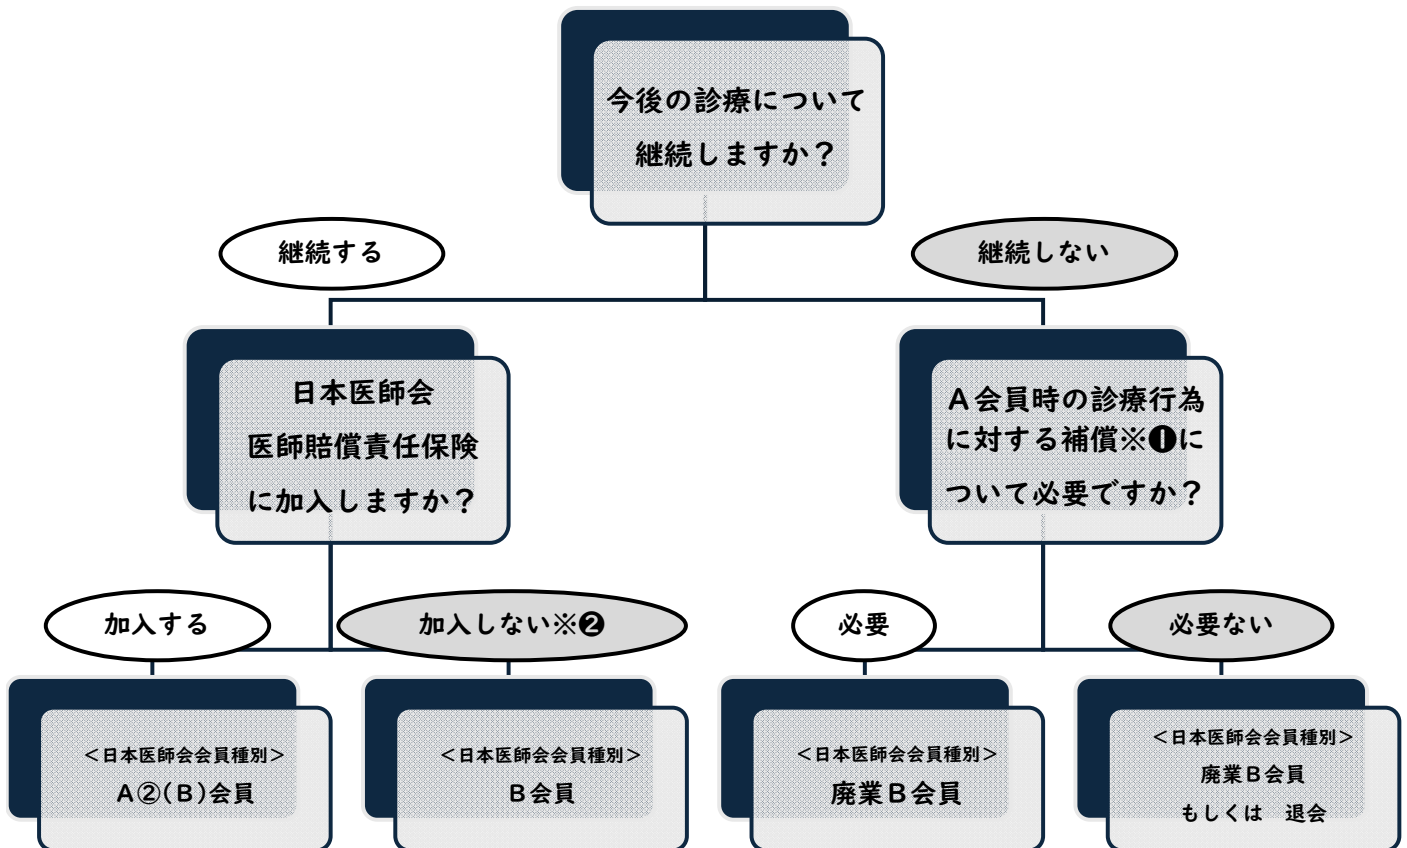 今後の診療について
継続しますか？
継続する
継続しない
日本医師会
医師賠償責任保険
に加入しますか？
Ａ会員時の診療行為
に対する補償※❶に
ついて必要ですか？
加入する
加入しない※❷
必要
必要ない
＜日本医師会会員種別＞
Ａ②(Ｂ)会員
＜日本医師会会員種別＞
Ｂ会員
＜日本医師会会員種別＞
廃業Ｂ会員
＜日本医師会会員種別＞
廃業Ｂ会員
もしくは　退会